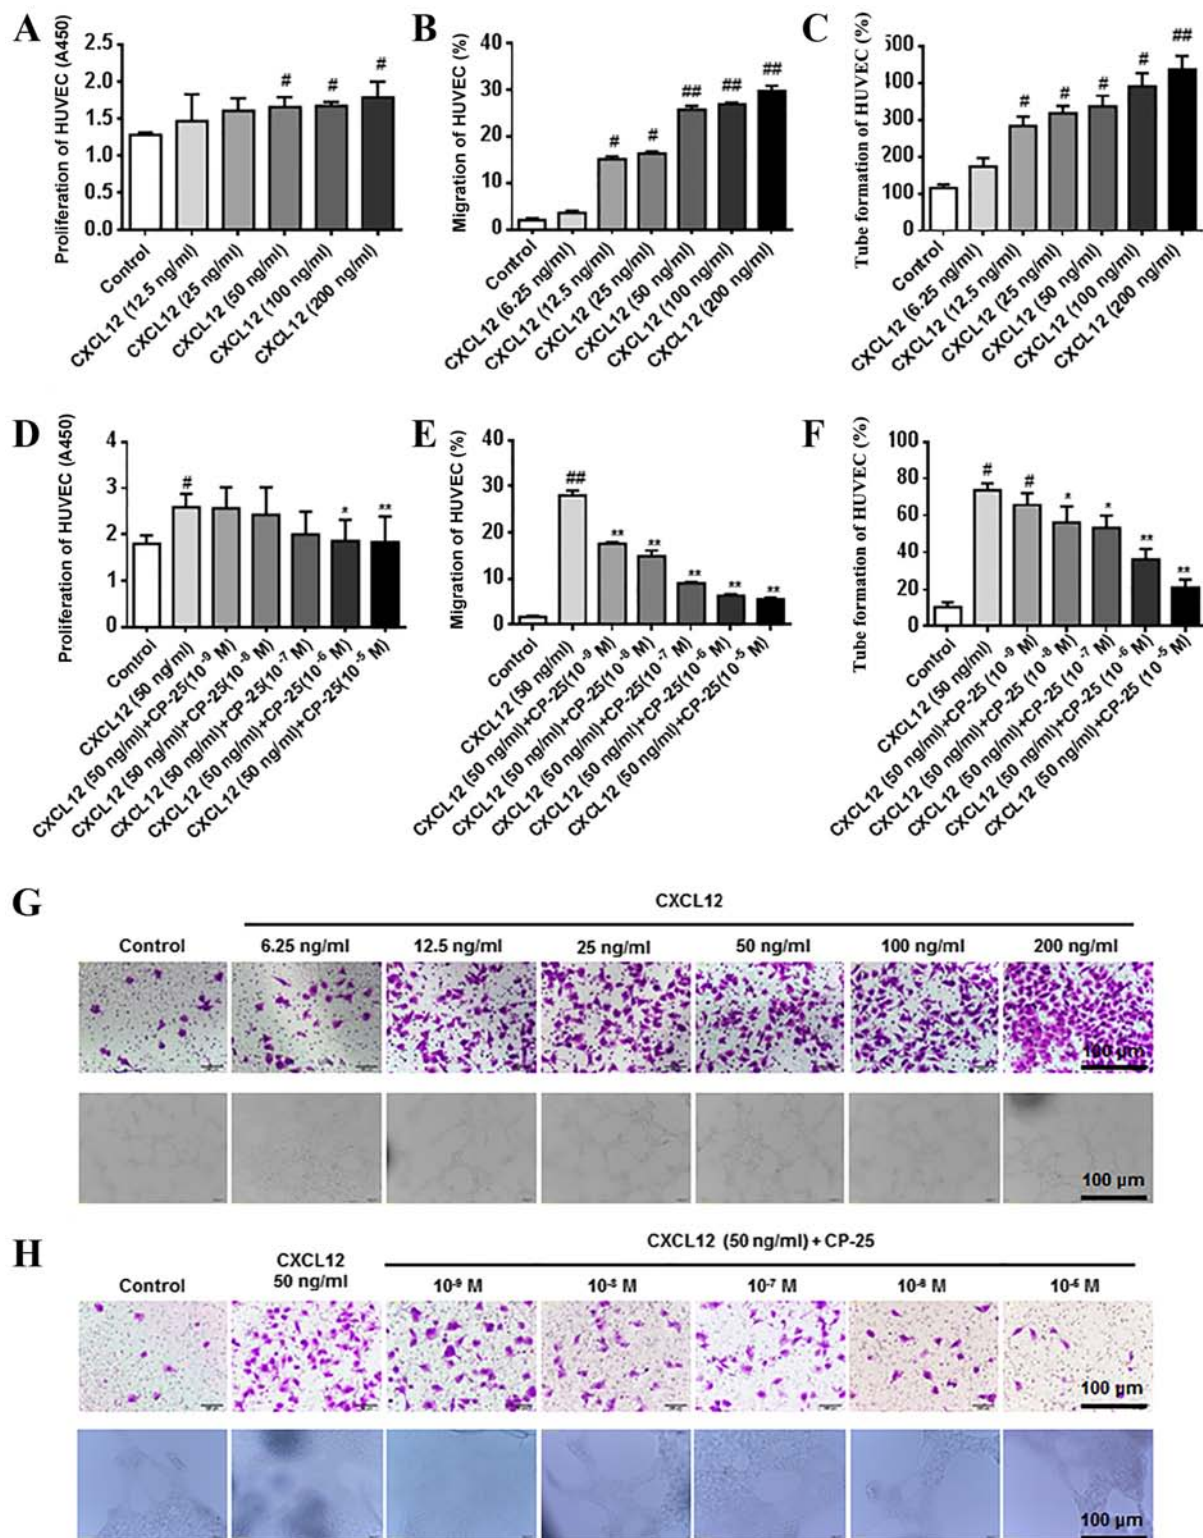 A
Proliferation of HUVEC (A450)
2.5
2.0
1.5
1.0
0.5
0.0
#
#
#
Control
CXCL12 (12.5 ng/ml)
CXCL12 (25 ng/ml)
CXCL12 (50 ng/ml)
CXCL12 (100 ng/ml)
CXCL12 (200 ng/ml)
B
Migration of HUVEC (%)
40
30
20
10
0
#
#
##
##
##
Control
CXCL12 (6.25 ng/ml)
CXCL12 (12.5 ng/ml)
CXCL12 (25 ng/ml)
CXCL12 (50 ng/ml)
CXCL12 (100 ng/ml)
CXCL12 (200 ng/ml)
C
Tube formation of HUVEC (%)
500
400
300
200
100
0
#
#
#
#
##
Control
CXCL12 (6.25 ng/ml)
CXCL12 (12.5 ng/ml)
CXCL12 (25 ng/ml)
CXCL12 (50 ng/ml)
CXCL12 (100 ng/ml)
CXCL12 (200 ng/ml)
D
Proliferation of HUVEC (A450)
4
3
2
1
0
#
*
**
Control
CXCL12 (50 ng/ml)
CXCL12 (50 ng/ml)+CP-25(10⁻⁹ M)
CXCL12 (50 ng/ml)+CP-25(10⁻⁸ M)
CXCL12 (50 ng/ml)+CP-25(10⁻⁷ M)
CXCL12 (50 ng/ml)+CP-25(10⁻⁶ M)
CXCL12 (50 ng/ml)+CP-25(10⁻⁵ M)
E
Migration of HUVEC (%)
40
30
20
10
0
##
**
**
**
**
**
Control
CXCL12 (50 ng/ml)
CXCL12 (50 ng/ml)+CP-25(10⁻⁹ M)
CXCL12 (50 ng/ml)+CP-25(10⁻⁸ M)
CXCL12 (50 ng/ml)+CP-25(10⁻⁷ M)
CXCL12 (50 ng/ml)+CP-25(10⁻⁶ M)
CXCL12 (50 ng/ml)+CP-25(10⁻⁵ M)
F
Tube formation of HUVEC (%)
100
80
60
40
20
0
#
#
*
*
**
**
Control
CXCL12 (50 ng/ml)
CXCL12 (50 ng/ml)+CP-25 (10⁻⁹ M)
CXCL12 (50 ng/ml)+CP-25 (10⁻⁸ M)
CXCL12 (50 ng/ml)+CP-25 (10⁻⁷ M)
CXCL12 (50 ng/ml)+CP-25 (10⁻⁶ M)
CXCL12 (50 ng/ml)+CP-25 (10⁻⁵ M)
G
CXCL12
Control 6.25 ng/ml 12.5 ng/ml 25 ng/ml 50 ng/ml 100 ng/ml 200 ng/ml
100 µm
100 µm
H
CXCL12 (50 ng/ml) + CP-25
CXCL12
50 ng/ml
Control 10⁻⁹ M 10⁻⁸ M 10⁻⁷ M 10⁻⁶ M 10⁻⁵ M
100 µm
100 µm